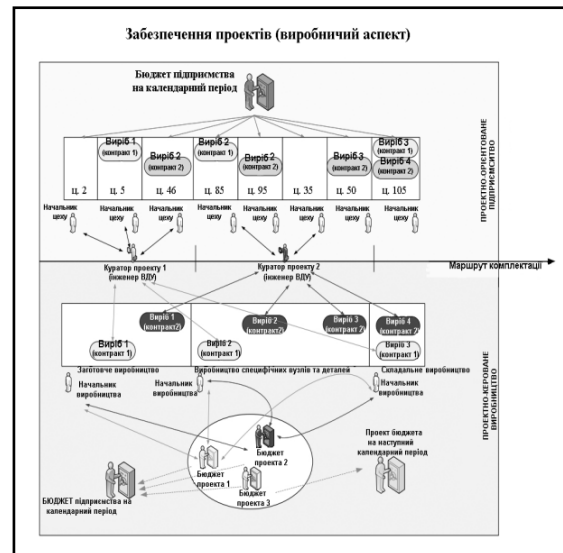 Забезпечення проектів (виробничий аспект)
Бюджет підприємства
на календарний період
Виріб 1
(контракт 1)
Виріб 2
(контракт 2)
Виріб 2
(контракт 1)
Виріб 2
(контракт 2)
Виріб 3
(контракт 2)
Виріб 3
(контракт 1)
Виріб 4
(контракт 2)
ц. 2
ц. 5
ц. 46
ц. 85
ц. 95
ц. 35
ц. 50
ц. 105
Начальник
цеху
Начальник
цеху
Начальник
цеху
Начальник
цеху
Начальник
цеху
Начальник
цеху
Начальник
цеху
ПРОЕКТНО-ОРІЄНТОВАНЕ
Куратор проекту 1
(інженер ВДУ)
Куратор проекту 2
(інженер ВДУ)
Маршрут комплектації
Виріб 1
(контракт2)
Виріб 2
(контракт2)
Виріб 3
(контракт 2)
Виріб 4
(контракт 2)
Виріб 1
(контракт 1)
Виріб 2
(контракт 1)
Виріб 3
(контракт 1)
Заготовче виробництво
Виробництво специфічних вузлів та деталей
Складальне виробництво
Начальник
виробництва
Начальник
виробництва
Начальник
виробництва
ПРОЕКТНО-КЕРОВАНЕ
ВИРОБНИЦТВО
Бюджет
проекта 2
Бюджет
проекта 1
Бюджет
проекта 3
Проект бюджета
на наступний
календарний період
БЮДЖЕТ підприємства на
календарний період